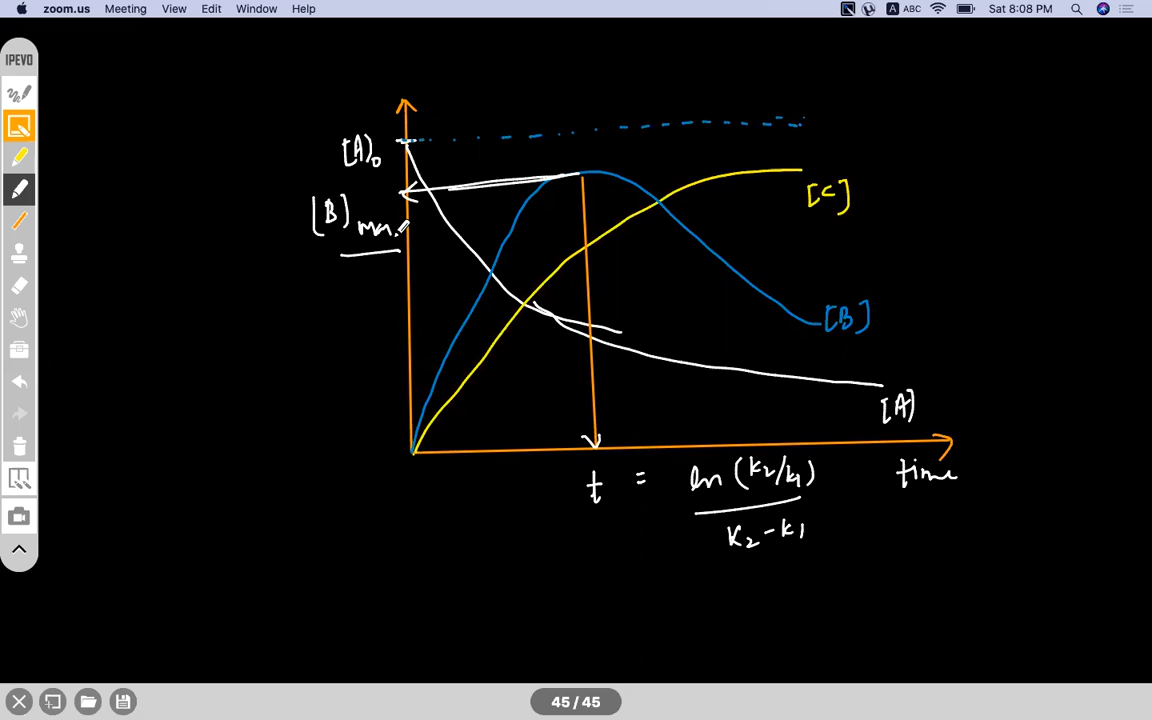 zoom.us Meeting View Edit Window Help A ABC Sat 8:08 PM
IPEVO
[A]₀
[B]max.
[C]
[B]
[A]
t = ln (k₂/k₁)
k₂-k₁
time
45 / 45